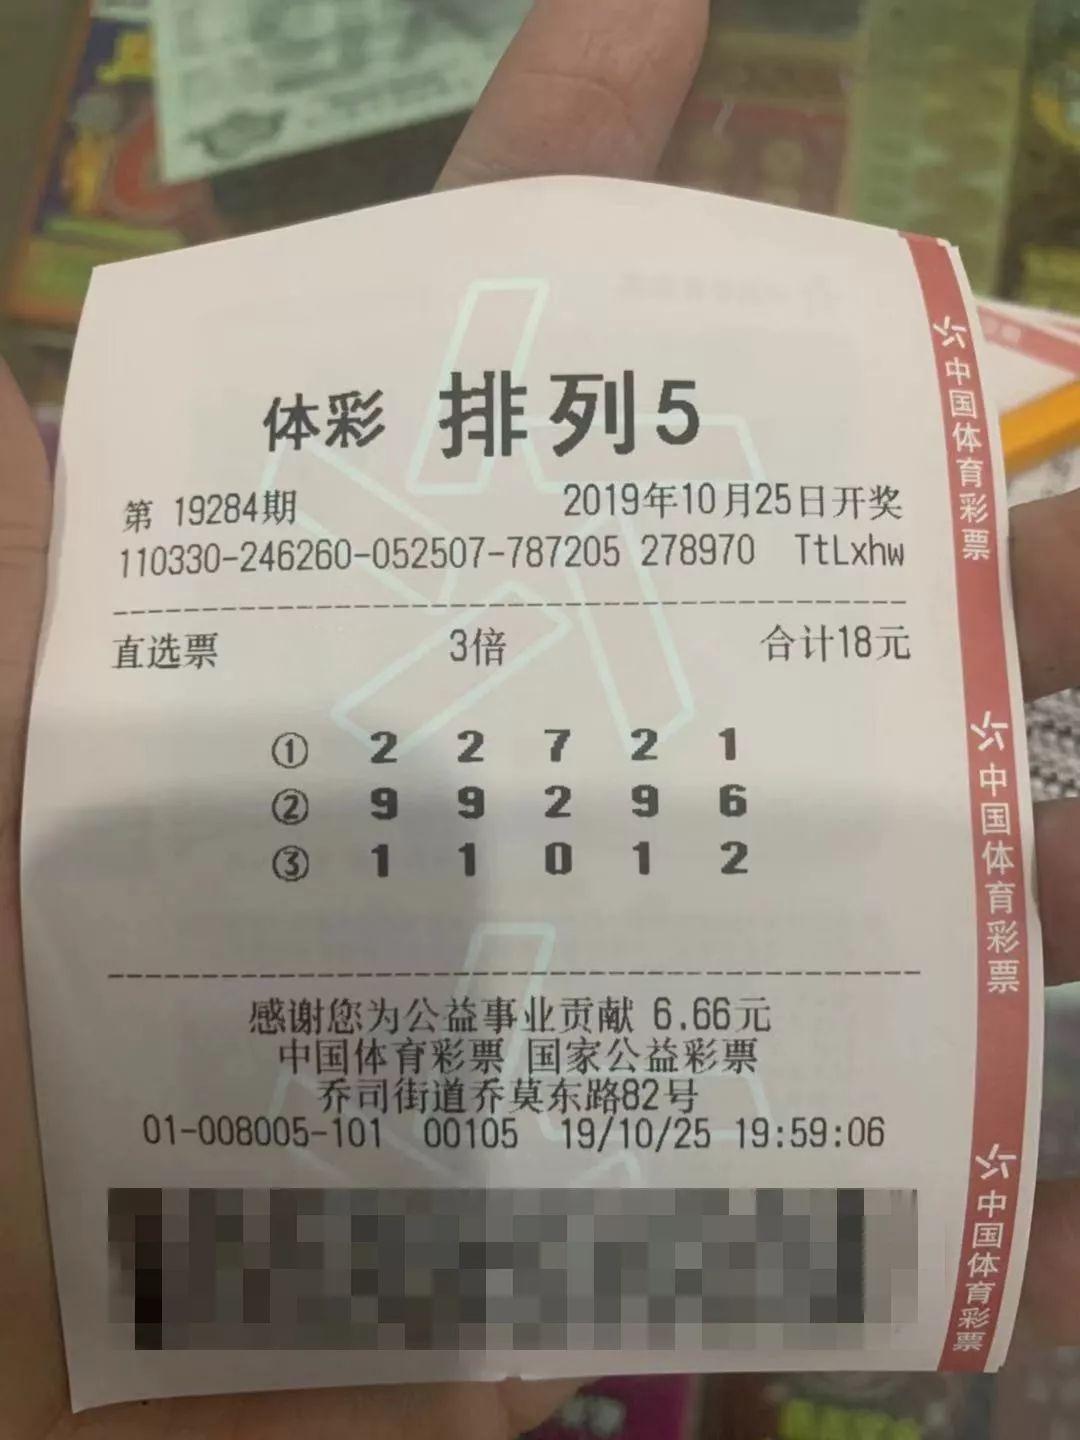 体彩 排列5
第 19284期 2019年10月25日开奖
110330-246260-052507-787205 278970 TtLxhw
直选票 3倍 合计18元
① 2 2 7 2 1
② 9 9 2 9 6
③ 1 1 0 1 2
感谢您为公益事业贡献 6.66元
中国体育彩票 国家公益彩票
乔司街道乔莫东路82号
01-008005-101 00105 19/10/25 19:59:06
中国体育彩票
中国体育彩票
中国体育彩票